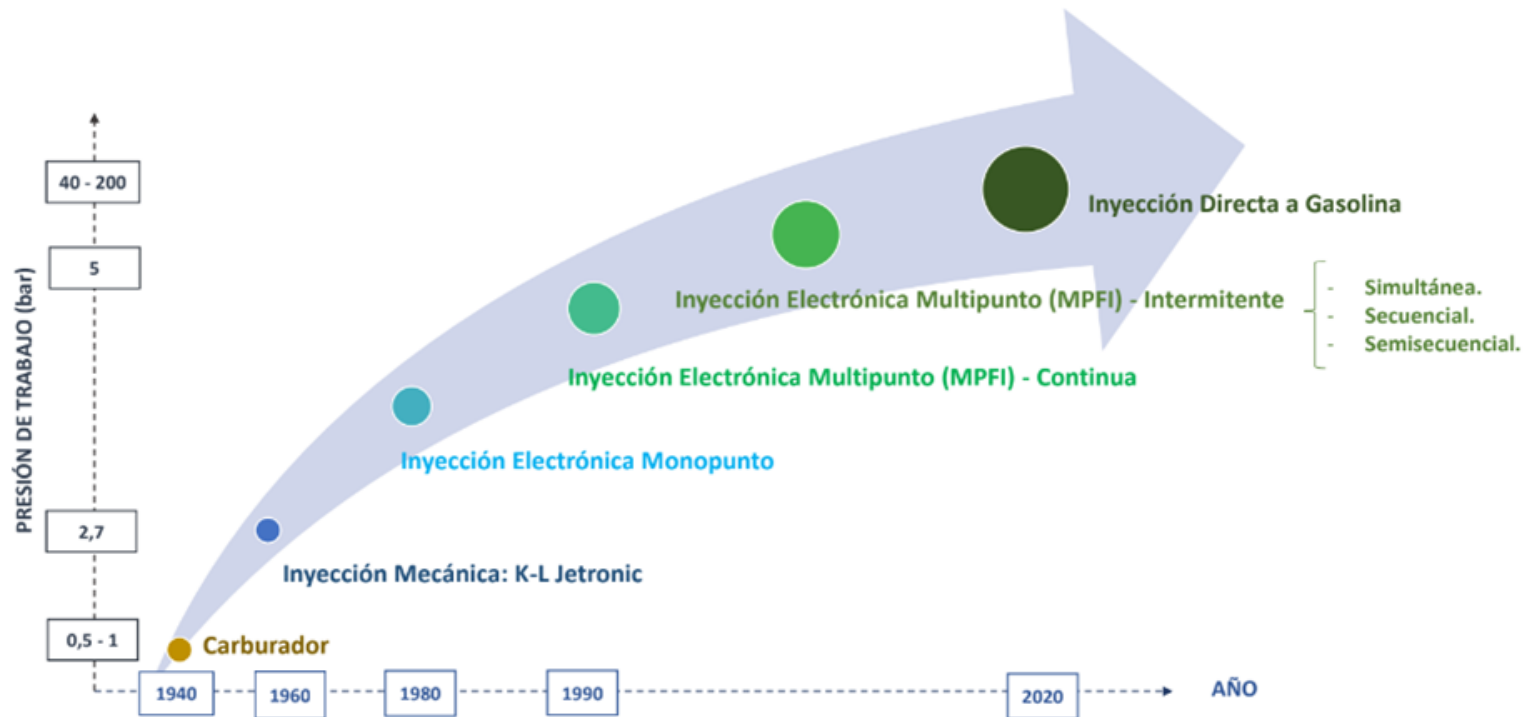 40 - 200
5
2,7
0,5 - 1
PRESIÓN DE TRABAJO (bar)
Inyección Directa a Gasolina
Inyección Electrónica Multipunto (MPFI) - Intermitente
- Simultánea.
- Secuencial.
- Semisecuencial.
Inyección Electrónica Multipunto (MPFI) - Continua
Inyección Electrónica Monopunto
Inyección Mecánica: K-L Jetronic
Carburador
1940
1960
1980
1990
2020
AÑO